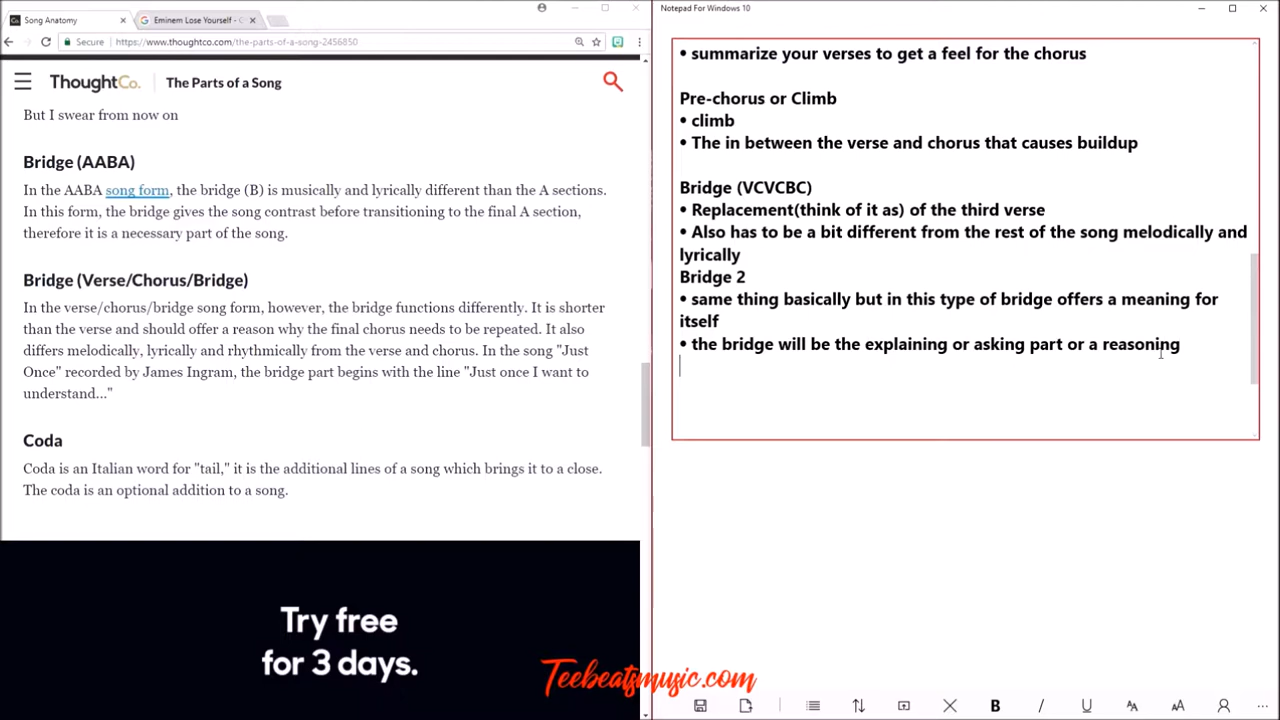 Song Anatomy
Eminem Lose Yourself - G
Secure
https://www.thoughtco.com/the-parts-of-a-song-2456850
ThoughtCo.
The Parts of a Song
But I swear from now on
Bridge (AABA)
In the AABA song form, the bridge (B) is musically and lyrically different than the A sections.
In this form, the bridge gives the song contrast before transitioning to the final A section,
therefore it is a necessary part of the song.
Bridge (Verse/Chorus/Bridge)
In the verse/chorus/bridge song form, however, the bridge functions differently. It is shorter
than the verse and should offer a reason why the final chorus needs to be repeated. It also
differs melodically, lyrically and rhythmically from the verse and chorus. In the song "Just
Once" recorded by James Ingram, the bridge part begins with the line "Just once I want to
understand..."
Coda
Coda is an Italian word for "tail," it is the additional lines of a song which brings it to a close.
The coda is an optional addition to a song.
Try free
for 3 days.
Notepad For Windows 10
• summarize your verses to get a feel for the chorus
Pre-chorus or Climb
• climb
• The in between the verse and chorus that causes buildup
Bridge (VCVCBC)
• Replacement(think of it as) of the third verse
• Also has to be a bit different from the rest of the song melodically and
lyrically
Bridge 2
• same thing basically but in this type of bridge offers a meaning for
itself
• the bridge will be the explaining or asking part or a reasoning
Teebeatsmusic.com